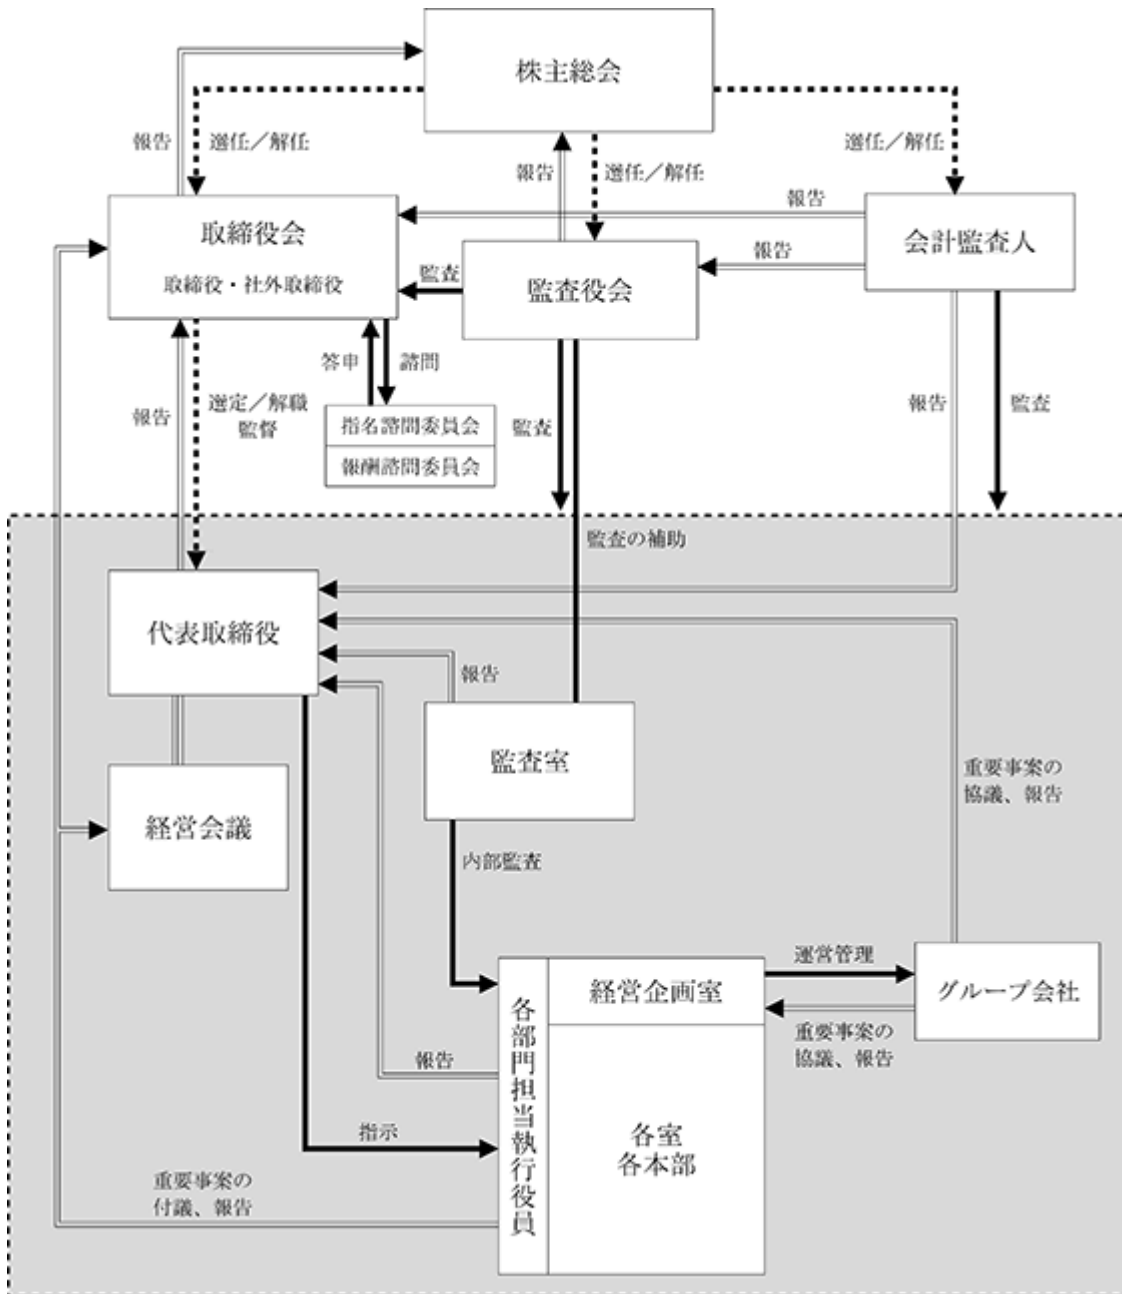 株主総会
報告
選任／解任
報告
選任／解任
選任／解任
取締役会
取締役・社外取締役
監査
監査役会
報告
報告
会計監査人
答申
諮問
指名諮問委員会
報酬諮問委員会
報告
選定／解職
監督
監査
報告
監査
監査の補助
代表取締役
報告
監査室
経営会議
重要事案の
協議、報告
内部監査
各部門担当執行役員
経営企画室
運営管理
グループ会社
重要事案の
協議、報告
報告
指示
各室
各本部
重要事案の
付議、報告